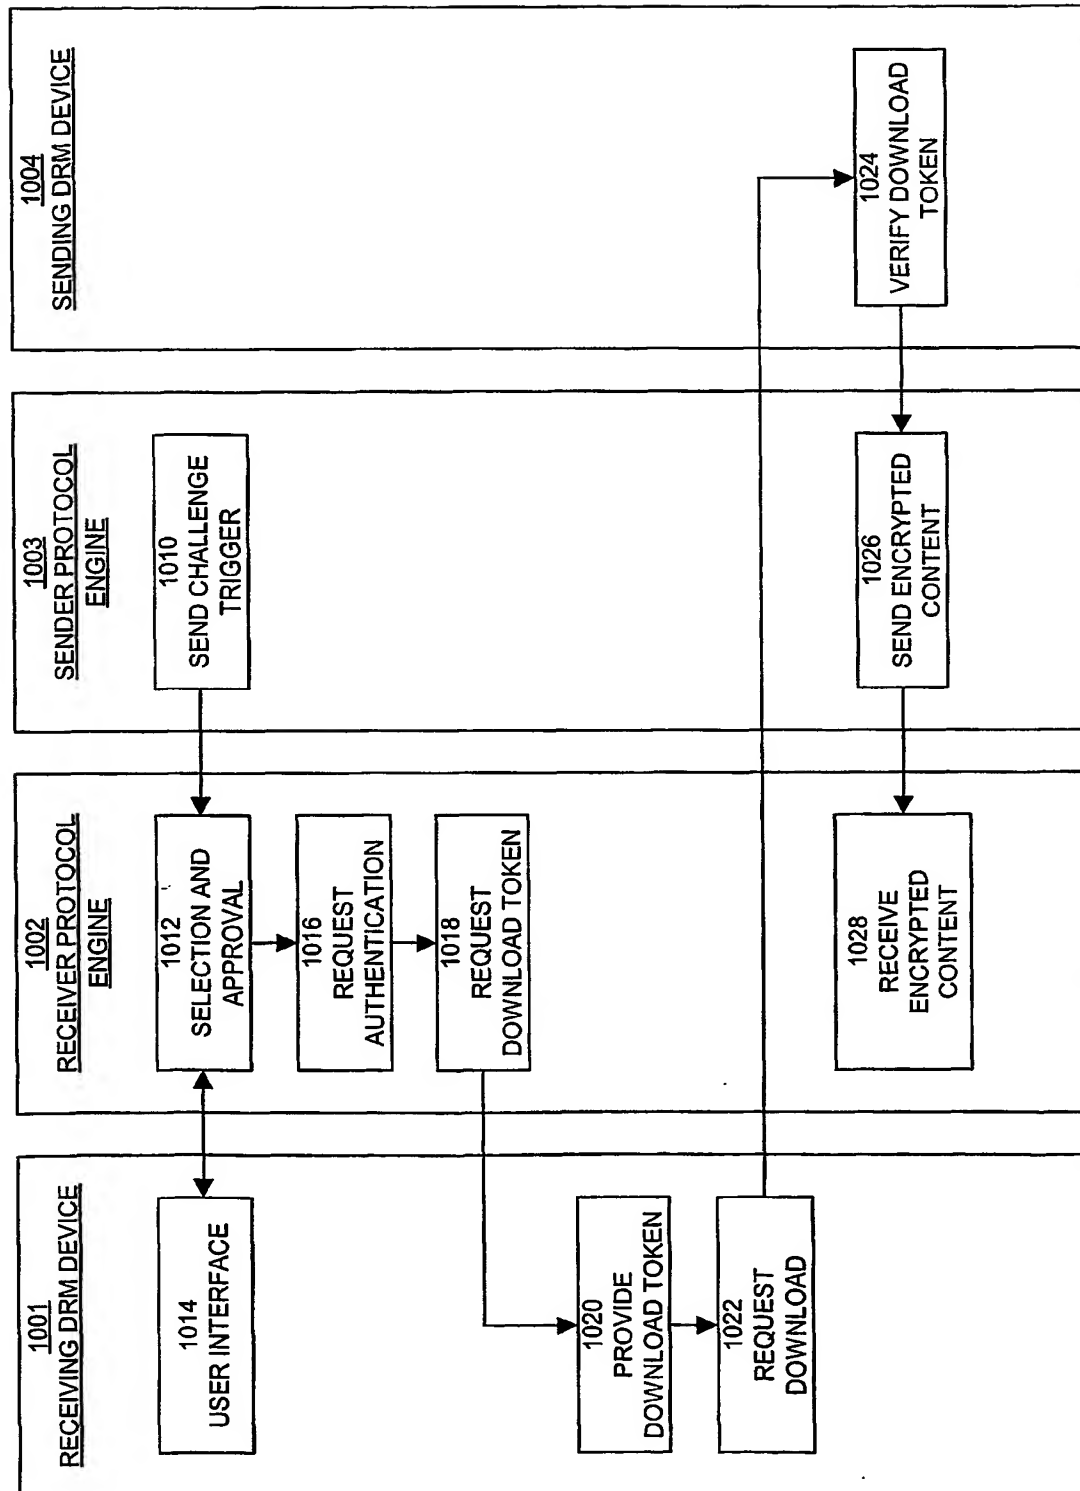 1001
RECEIVING DRM DEVICE
1002
RECEIVER PROTOCOL
ENGINE
1003
SENDER PROTOCOL
ENGINE
1004
SENDING DRM DEVICE
1014
USER INTERFACE
1012
SELECTION AND
APPROVAL
1010
SEND CHALLENGE
TRIGGER
1016
REQUEST
AUTHENTICATION
1018
REQUEST
DOWNLOAD TOKEN
1020
PROVIDE
DOWNLOAD TOKEN
1022
REQUEST
DOWNLOAD
1024
VERIFY DOWNLOAD
TOKEN
1026
SEND ENCRYPTED
CONTENT
1028
RECEIVE
ENCRYPTED
CONTENT